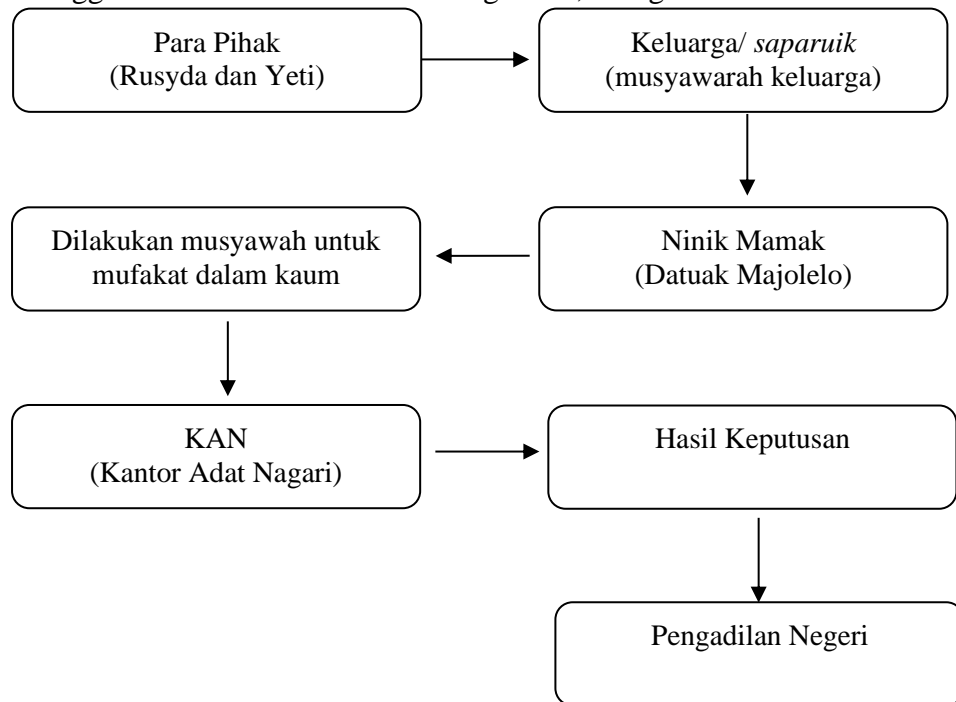 Para Pihak
(Rusyda dan Yeti)
Keluarga/ saparuik
(musyawarah keluarga)
Ninik Mamak
(Datuak Majolelo)
Dilakukan musyawah untuk
mufakat dalam kaum
KAN
(Kantor Adat Nagari)
Hasil Keputusan
Pengadilan Negeri